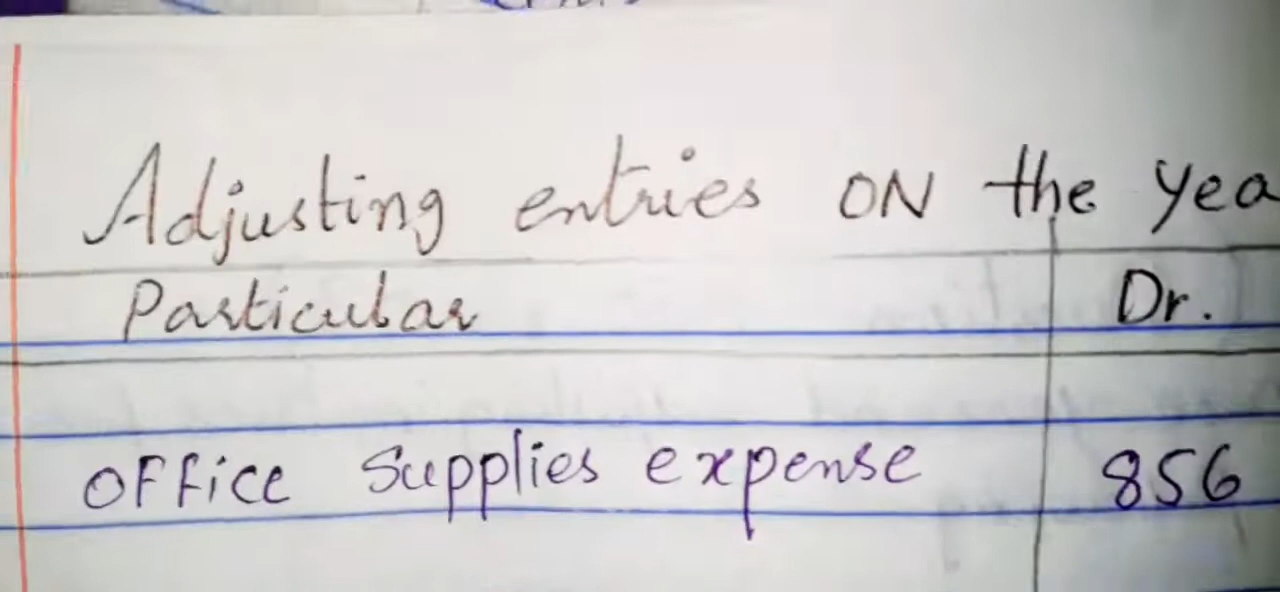 Adjusting entries ON the yea
Particular Dr.
OFFice Supplies expense 856